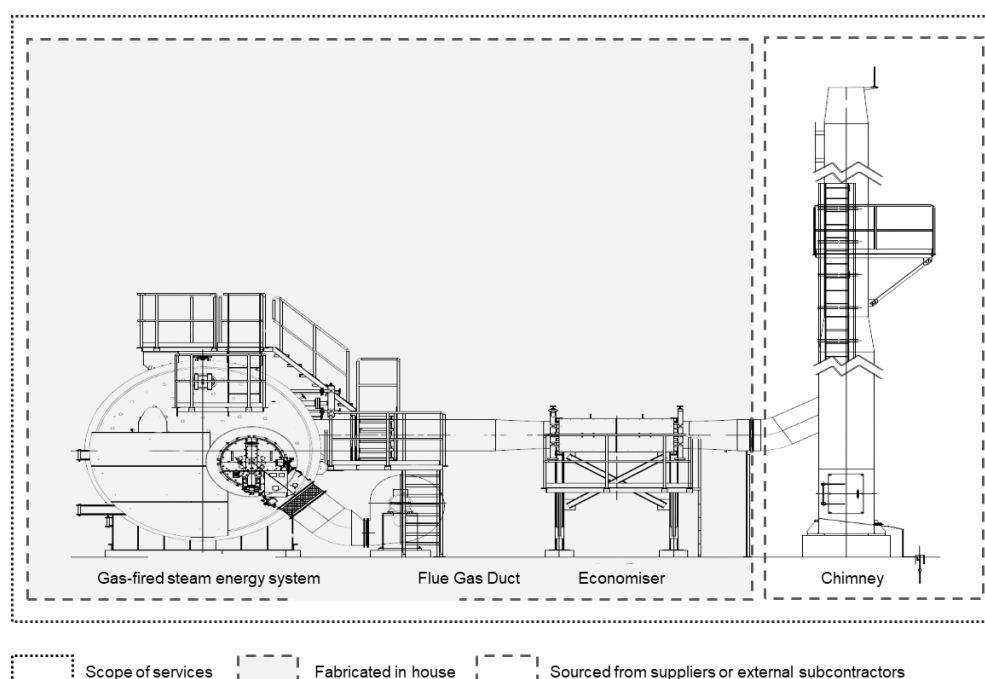 Gas-fired steam energy system Flue Gas Duct Economiser Chimney
Scope of services Fabricated in house Sourced from suppliers or external subcontractors